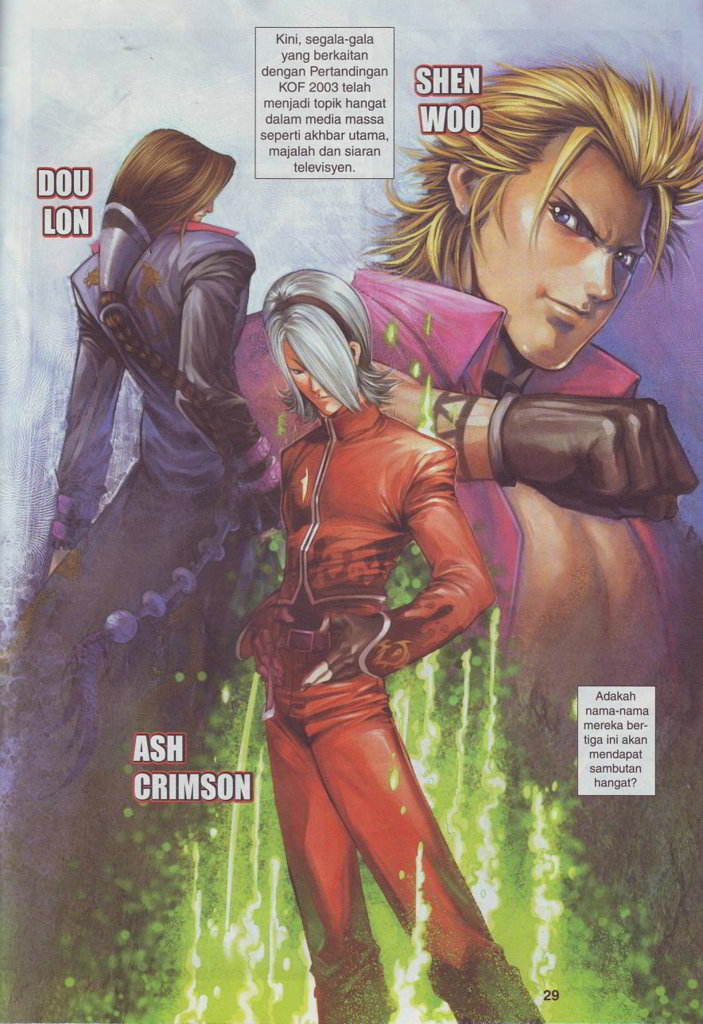 Kini, segala-gala
yang berkaitan
dengan Pertandingan
KOF 2003 telah
menjadi topik hangat
dalam media massa
seperti akhbar utama,
majalah dan siaran
televisyen.
SHEN
WOO
DOU
LON
ASH
CRIMSON
Adakah
nama-nama
mereka ber-
tiga ini akan
mendapat
sambutan
hangat?
29